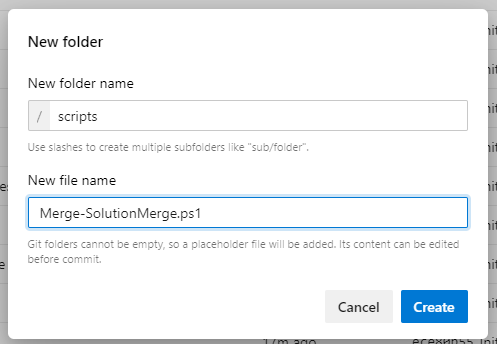 New folder
New folder name
/ scripts
Use slashes to create multiple subfolders like "sub/folder".
New file name
Merge-SolutionMerge.ps1
Git folders cannot be empty, so a placeholder file will be added. Its content can be edited
before commit.
Cancel Create
17m ago